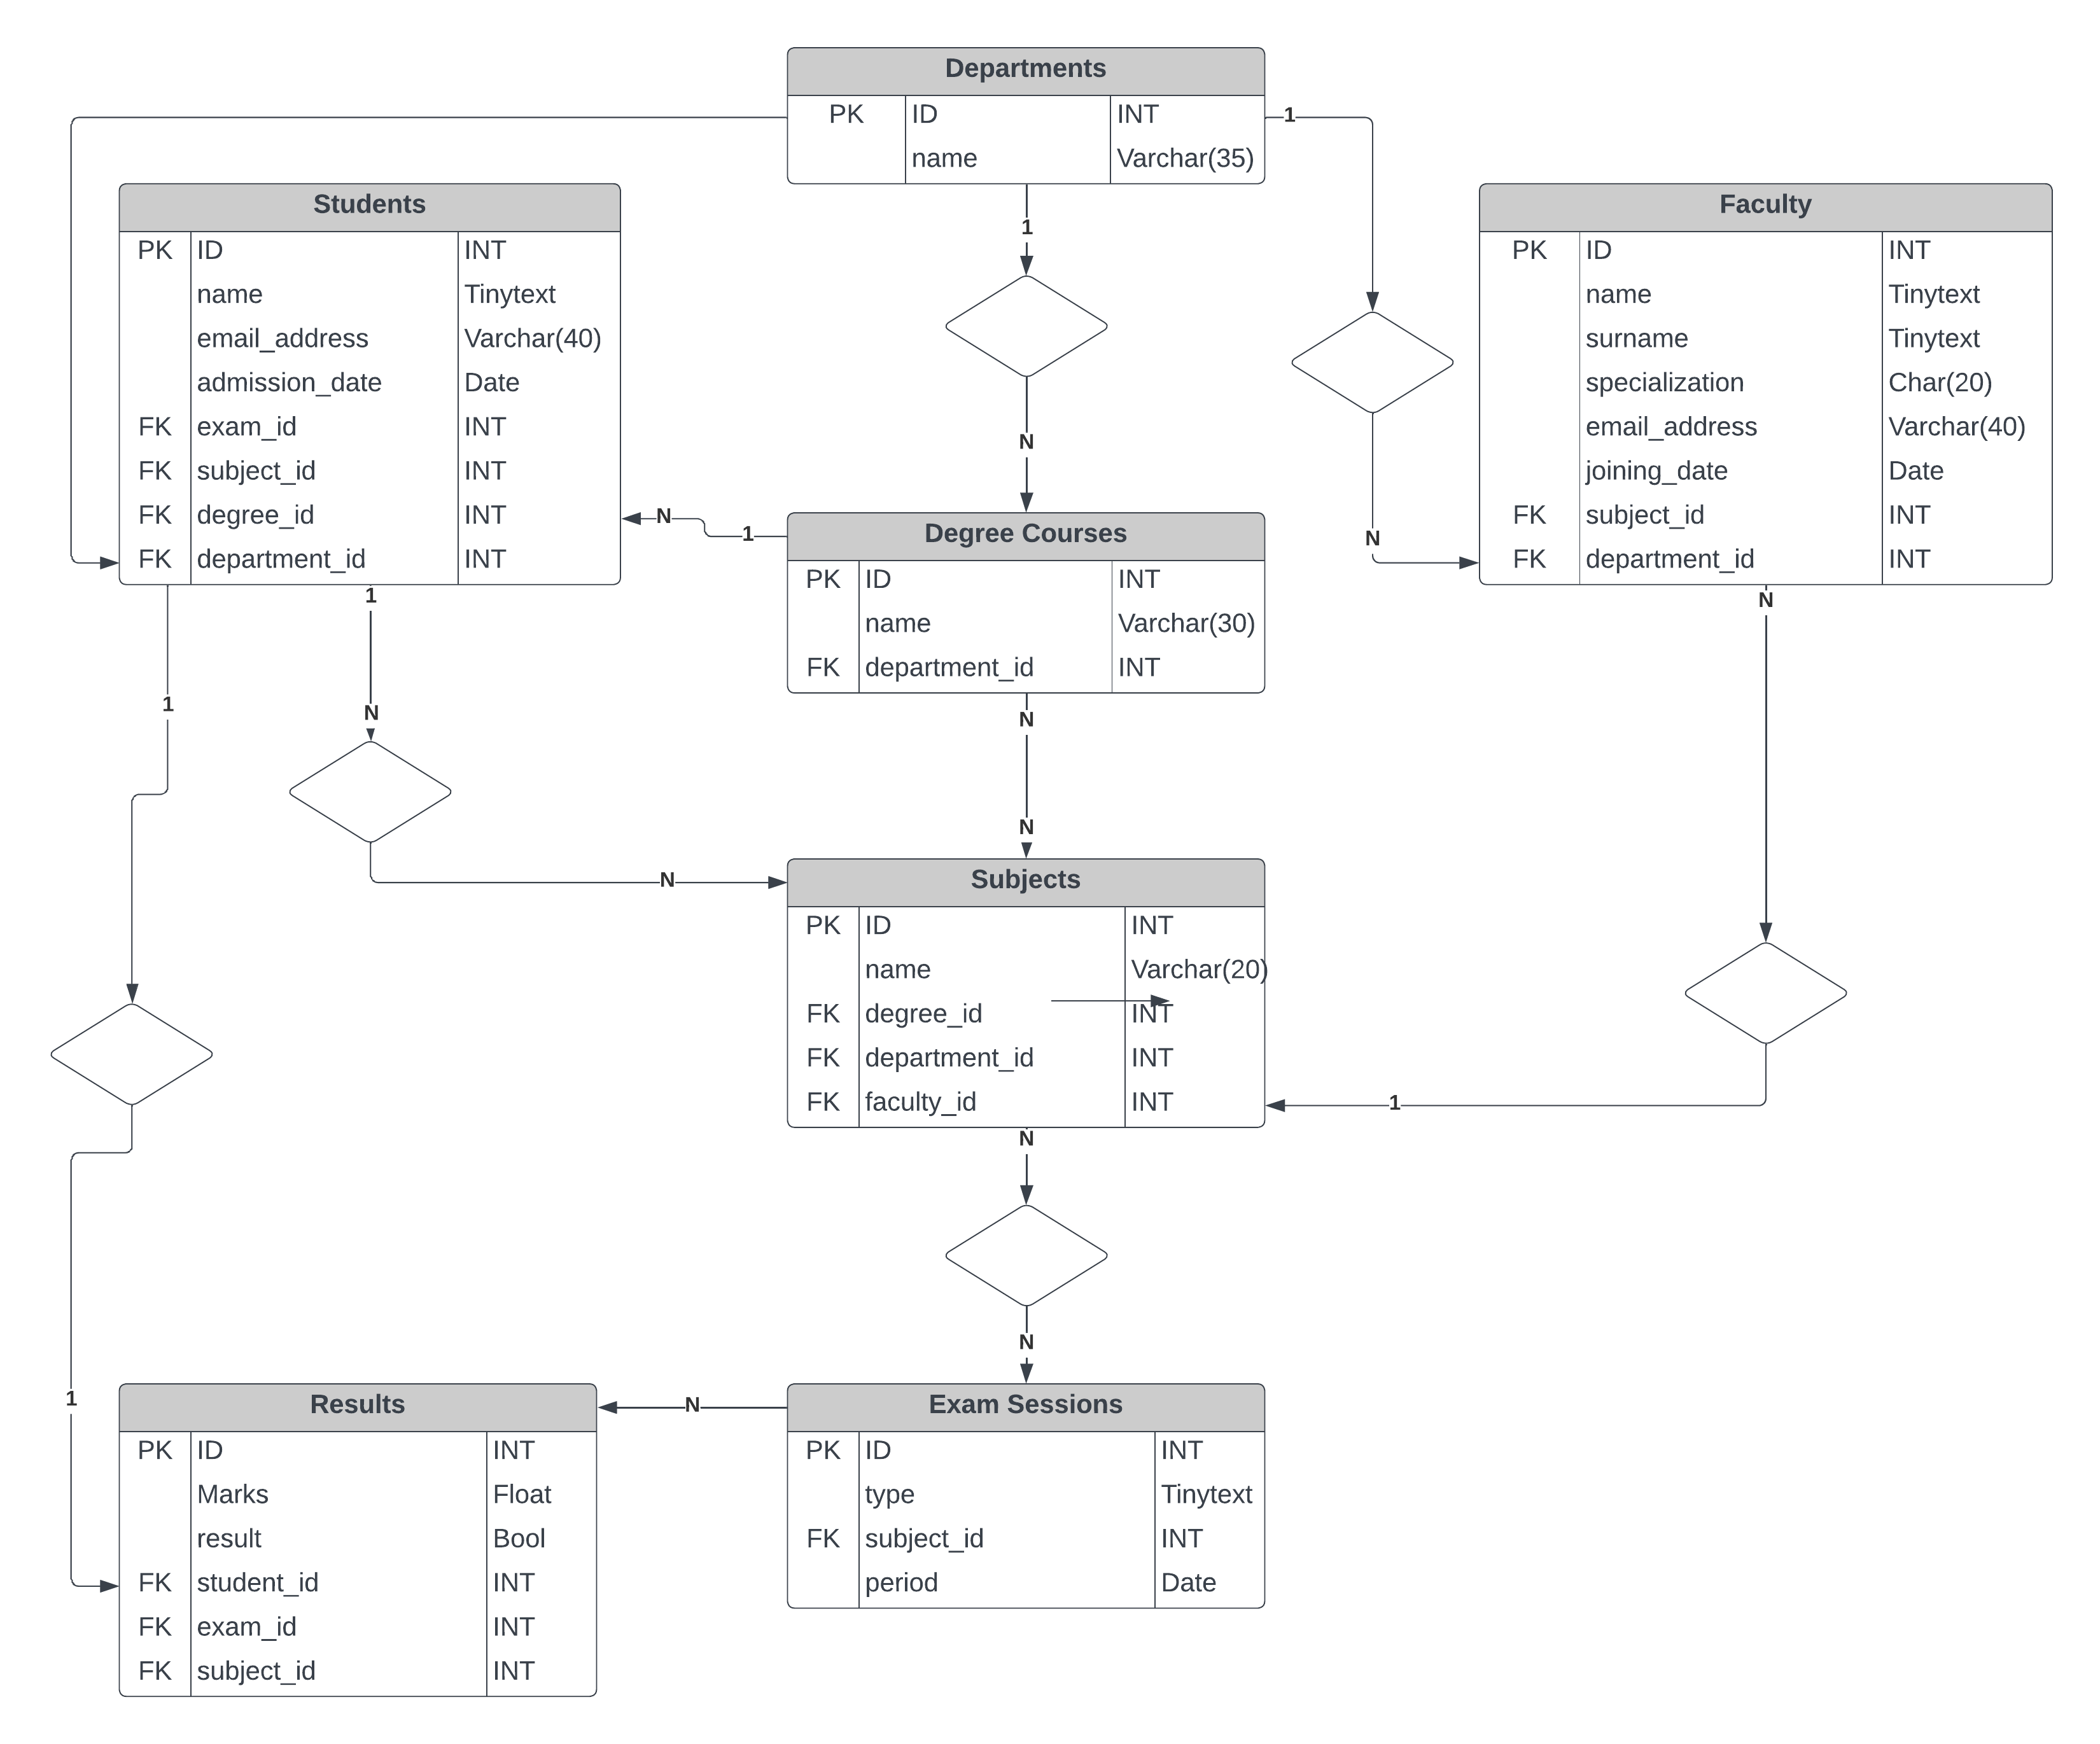 Departments
PK ID INT
name Varchar(35)
1
1
Students
PK ID INT
name Tinytext
email_address Varchar(40)
admission_date Date
FK exam_id INT
FK subject_id INT
FK degree_id INT
FK department_id INT
Faculty
PK ID INT
name Tinytext
surname Tinytext
specialization Char(20)
email_address Varchar(40)
joining_date Date
FK subject_id INT
FK department_id INT
N
N
N
1
Degree Courses
PK ID INT
name Varchar(30)
FK department_id INT
1
N
1
N
N
N
N
N
Subjects
PK ID INT
name Varchar(20)
FK degree_id INT
FK department_id INT
FK faculty_id INT
1
N
N
1
N
Results
PK ID INT
Marks Float
result Bool
FK student_id INT
FK exam_id INT
FK subject_id INT
Exam Sessions
PK ID INT
type Tinytext
FK subject_id INT
period Date